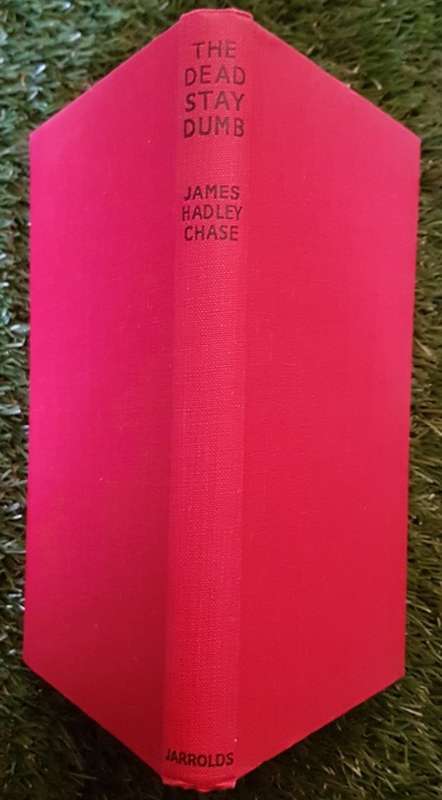 THE
DEAD
STAY
DUMB
JAMES
HADLEY
CHASE
JARROLDS